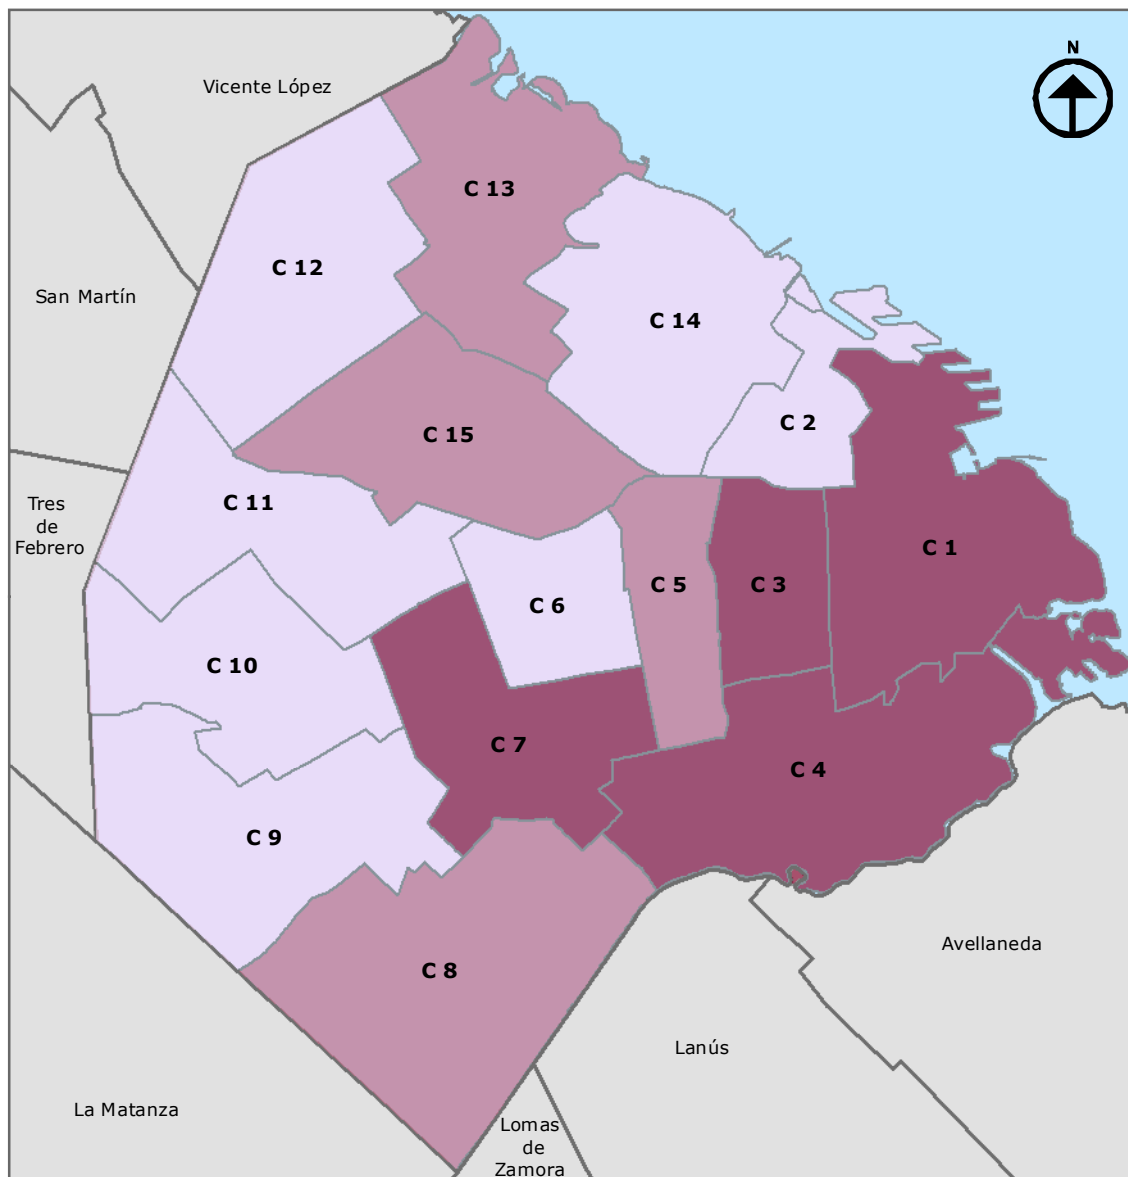 N
Vicente López
C 13
C 12
San Martín
C 14
C 2
C 15
Tres
de
Febrero
C 11
C 1
C 5
C 3
C 6
C 10
C 7
C 4
C 9
Avellaneda
C 8
Lanús
La Matanza
Lomas
de
Zamora